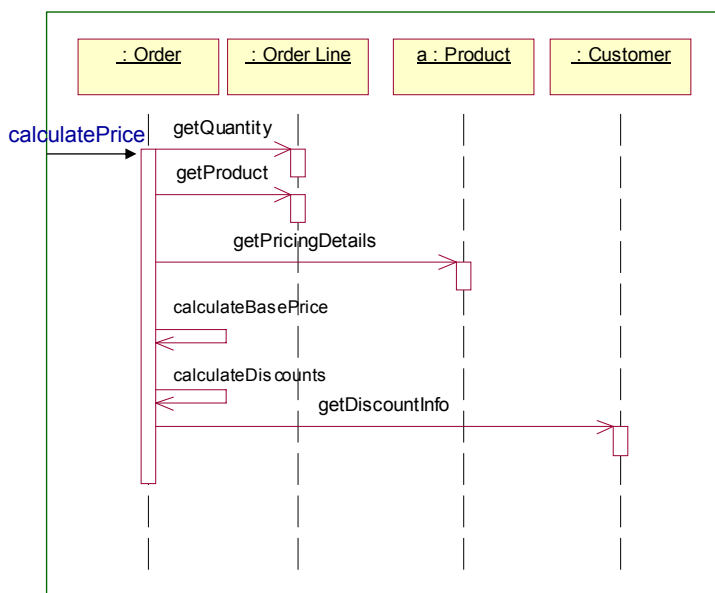 : Order
: Order Line
a : Product
: Customer
calculatePrice
getQuantity
getProduct
getPricingDetails
calculateBasePrice
calculateDiscounts
getDiscountInfo